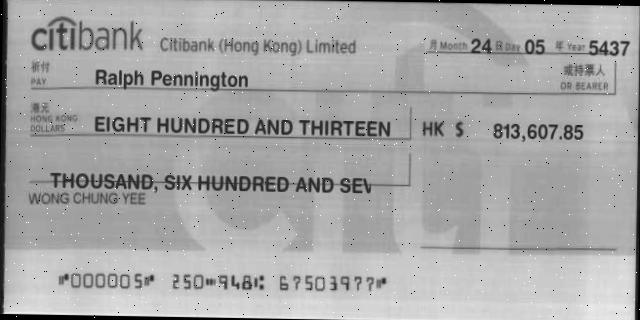 citibank Citibank (Hong Kong) Limited 月 Month 24 日 Day 05 年 Year 5437
祈付 或持票人
PAY Ralph Pennington OR BEARER
港元
HONG KONG DOLLARS EIGHT HUNDRED AND THIRTEEN HK $ 813,607.85
THOUSAND, SIX HUNDRED AND SEV
WONG CHUNG YEE
⑈000005⑈ 250⑉948⑆ 67503977⑈